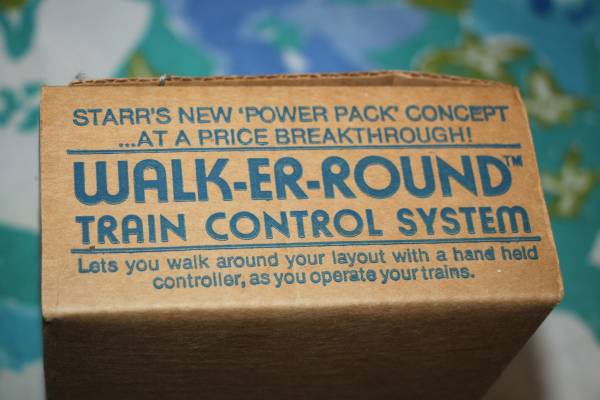 STARR'S NEW 'POWER PACK' CONCEPT
...AT A PRICE BREAKTHROUGH!
WALK-ER-ROUND™
TRAIN CONTROL SYSTEM
Lets you walk around your layout with a hand held
controller, as you operate your trains.